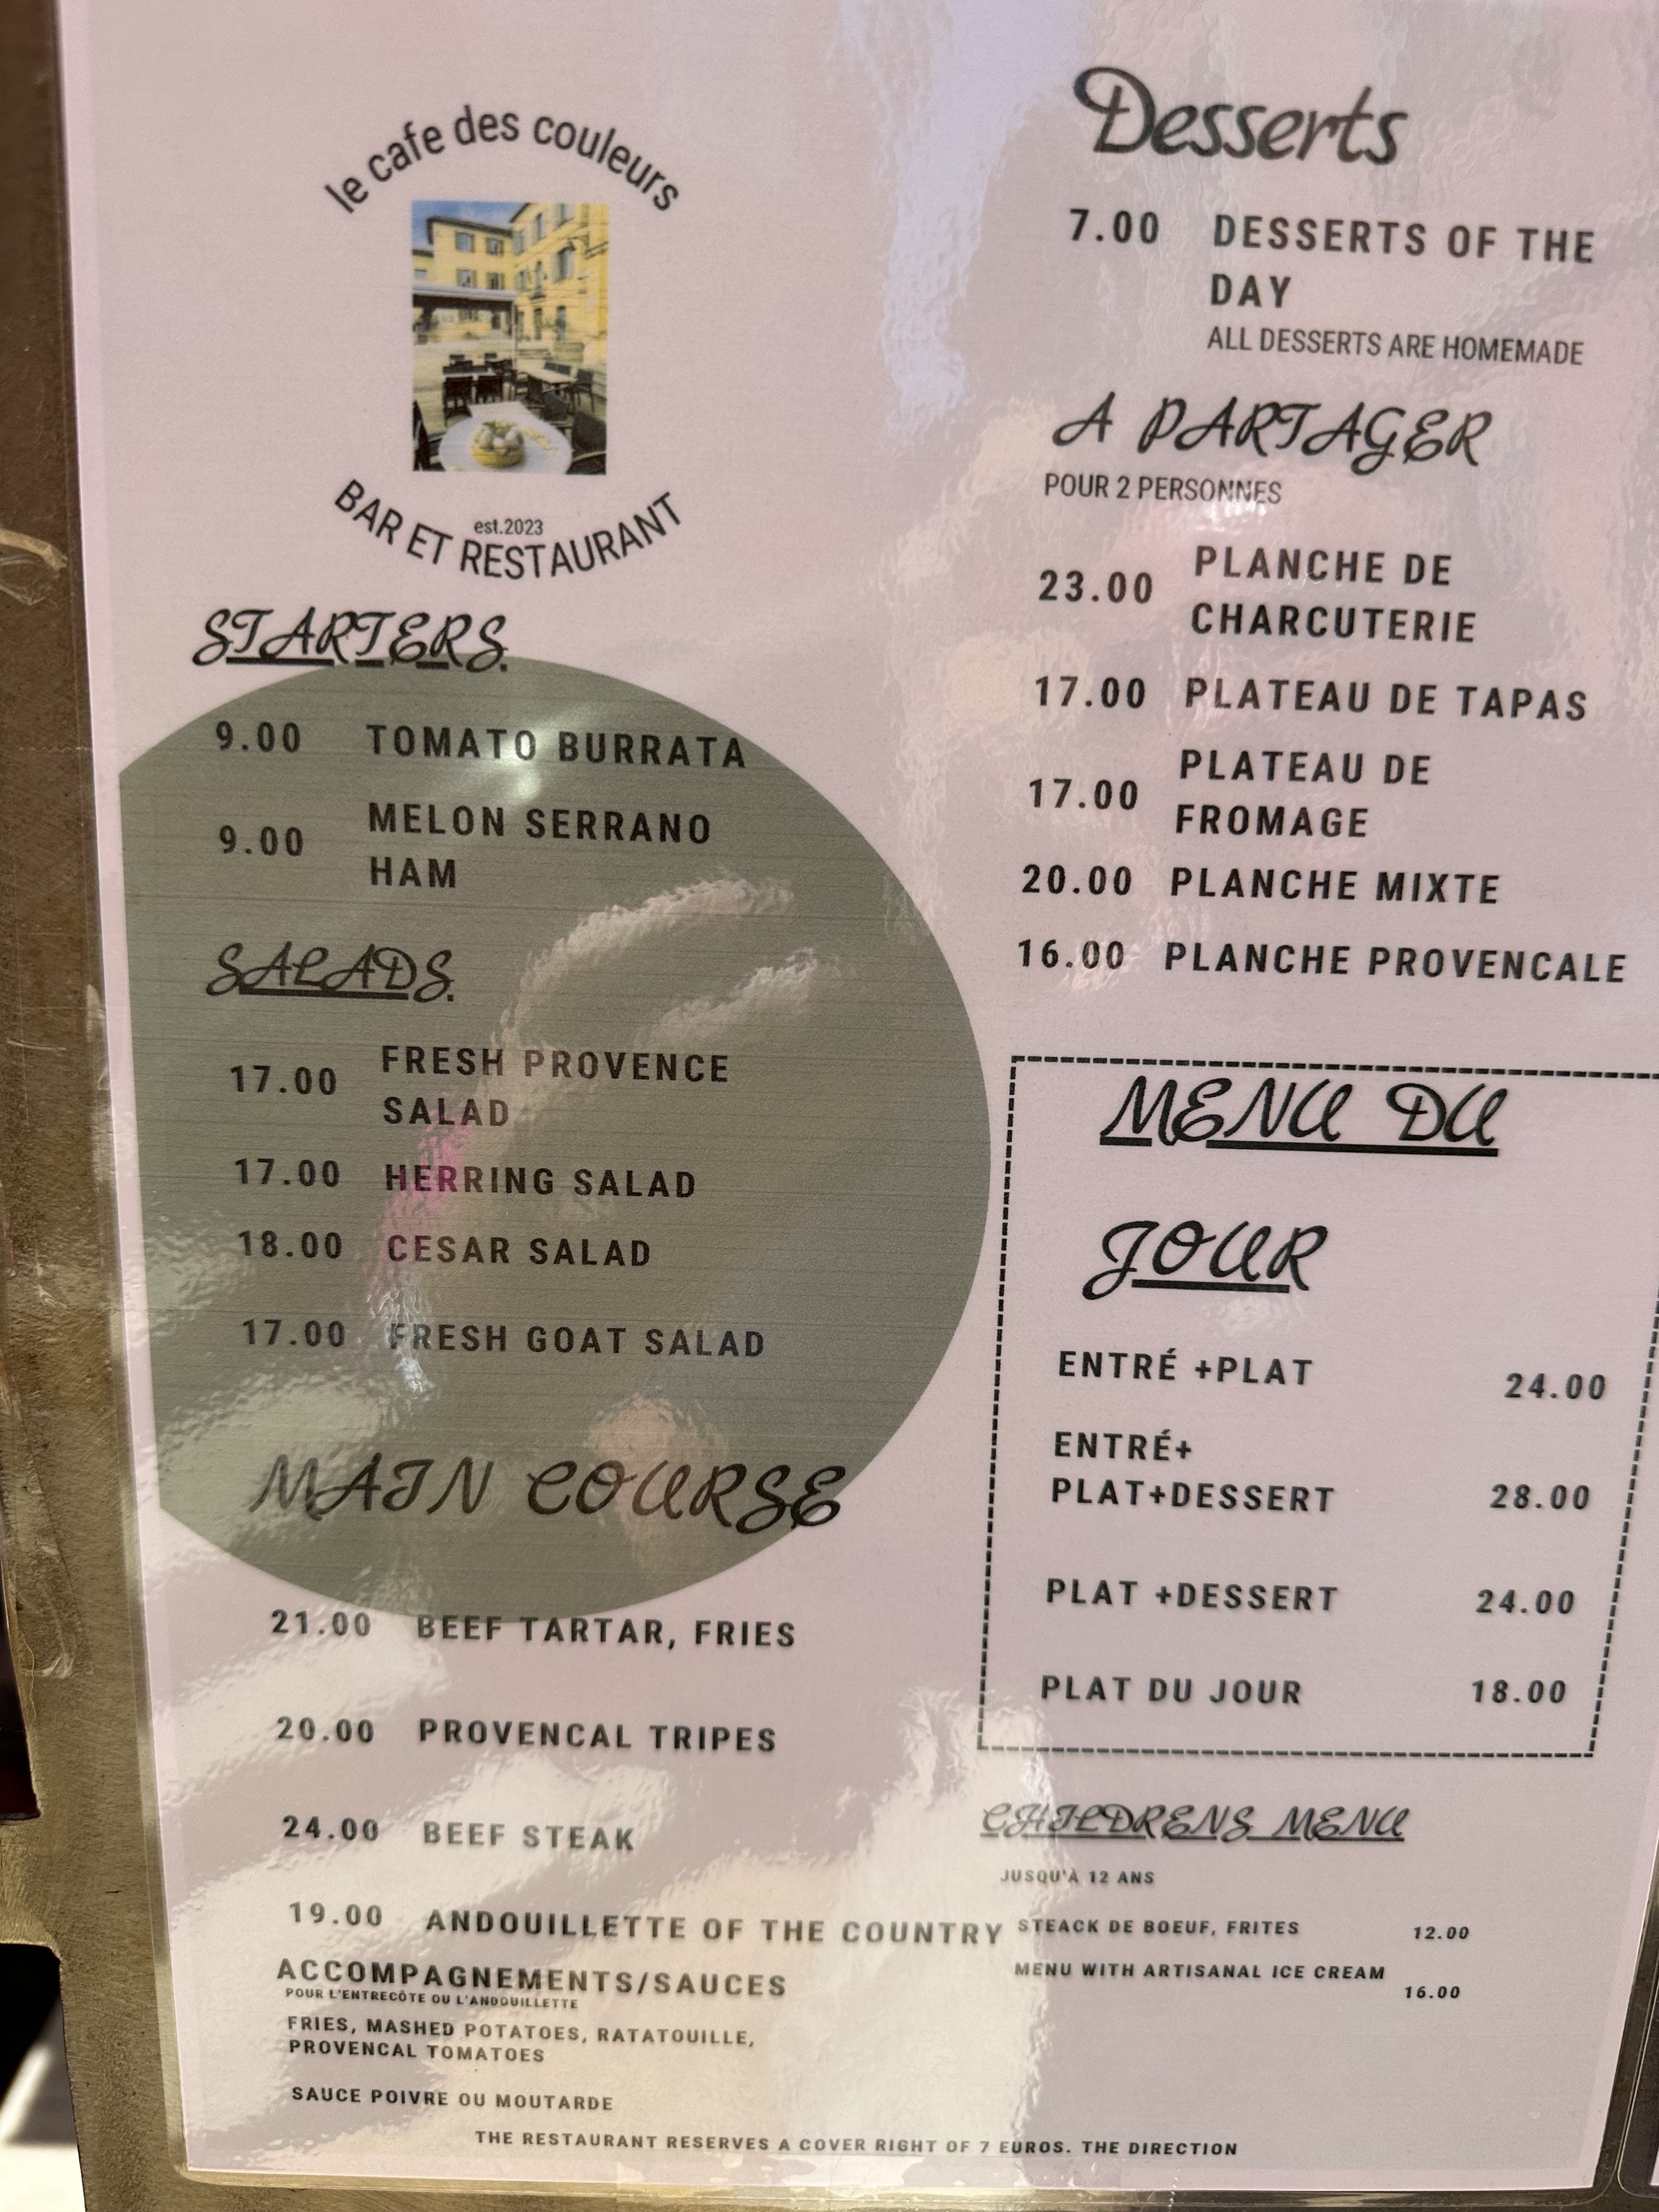 le cafe des couleurs
est.2023
BAR ET RESTAURANT
STARTERS.
9.00 TOMATO BURRATA
9.00 MELON SERRANO
HAM
SALADS.
17.00 FRESH PROVENCE
SALAD
17.00 HERRING SALAD
18.00 CESAR SALAD
17.00 FRESH GOAT SALAD
MAIN COURSE
21.00 BEEF TARTAR, FRIES
20.00 PROVENCAL TRIPES
24.00 BEEF STEAK
19.00 ANDOUILLETTE OF THE COUNTRY
ACCOMPAGNEMENTS/SAUCES
POUR L'ENTRECÔTE OU L'ANDOUILLETTE
FRIES, MASHED POTATOES, RATATOUILLE,
PROVENCAL TOMATOES
SAUCE POIVRE OU MOUTARDE
Desserts
7.00 DESSERTS OF THE
DAY
ALL DESSERTS ARE HOMEMADE
A PARTAGER
POUR 2 PERSONNES
23.00 PLANCHE DE
CHARCUTERIE
17.00 PLATEAU DE TAPAS
17.00 PLATEAU DE
FROMAGE
20.00 PLANCHE MIXTE
16.00 PLANCHE PROVENCALE
MENU DU
JOUR
ENTRÉ +PLAT 24.00
ENTRÉ+
PLAT+DESSERT 28.00
PLAT +DESSERT 24.00
PLAT DU JOUR 18.00
CHILDRENS MENU
JUSQU'À 12 ANS
STEACK DE BOEUF, FRITES 12.00
MENU WITH ARTISANAL ICE CREAM
16.00
THE RESTAURANT RESERVES A COVER RIGHT OF 7 EUROS. THE DIRECTION